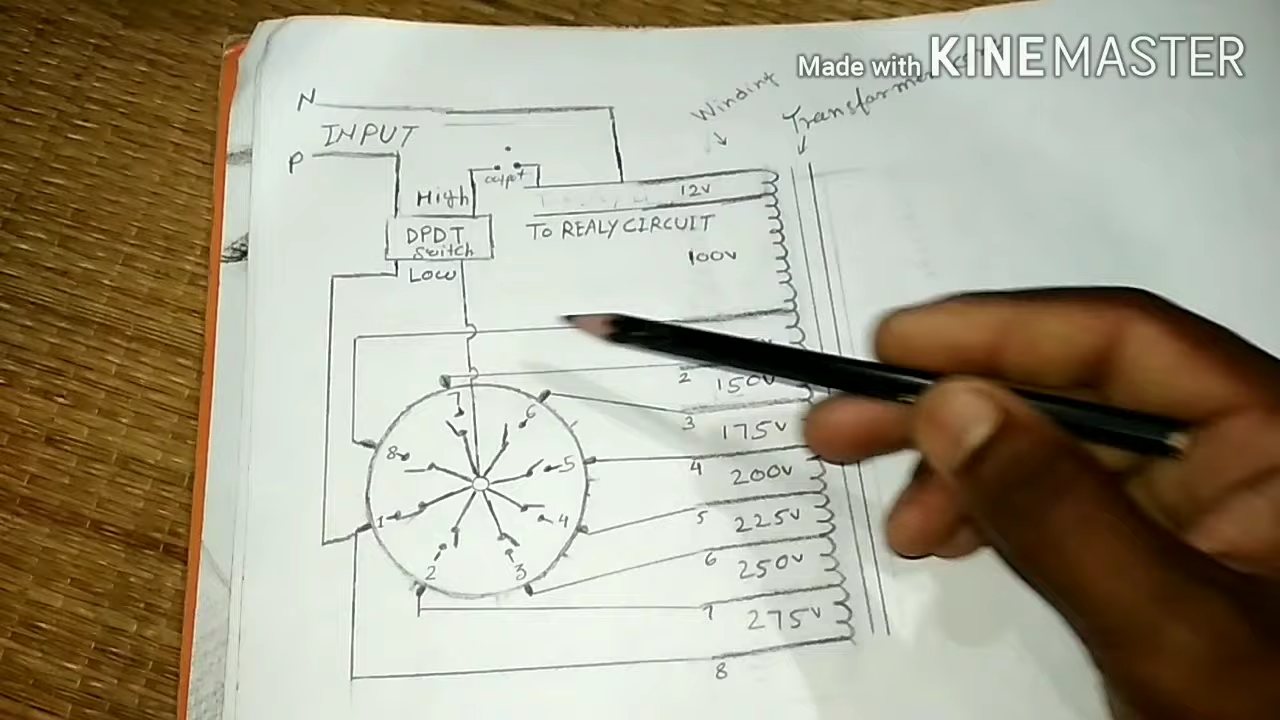 Made with KINEMASTER
N
INPUT
P
Winding
Transformer
High
output
12V
DPDT
Switch
TO REALY CIRCUIT
Low
100V
2
150V
3
175V
4
200V
5
225V
6
250V
7
275V
8
7
6
8
5
1
4
2
3